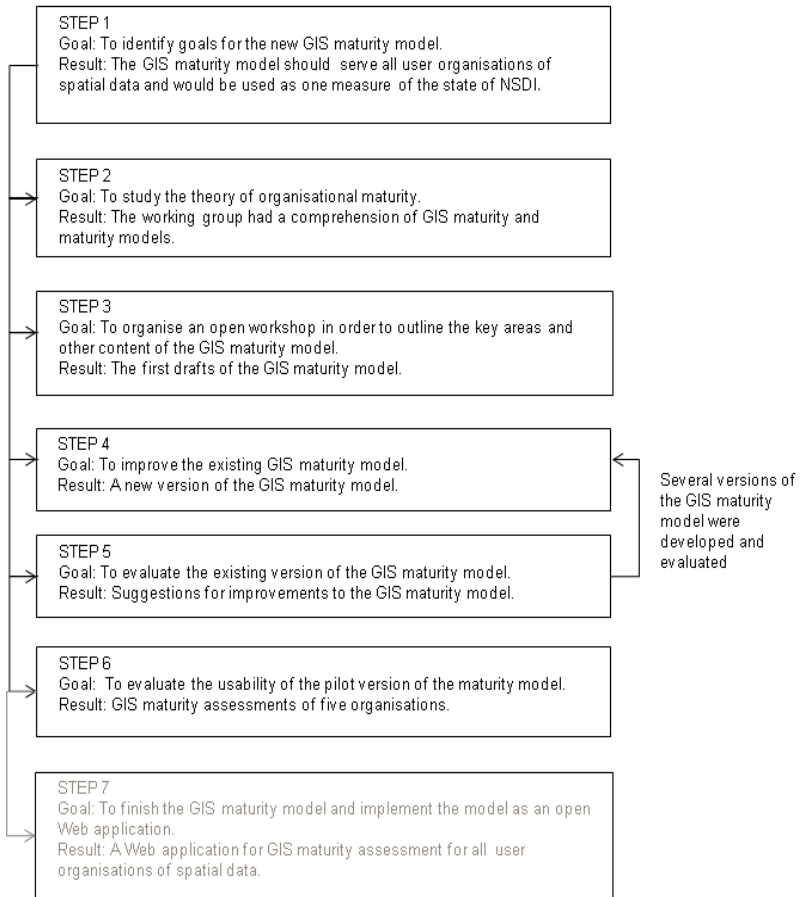 STEP 1
Goal: To identify goals for the new GIS maturity model.
Result: The GIS maturity model should serve all user organisations of
spatial data and would be used as one measure of the state of NSDI.
STEP 2
Goal: To study the theory of organisational maturity.
Result: The working group had a comprehension of GIS maturity and
maturity models.
STEP 3
Goal: To organise an open workshop in order to outline the key areas and
other content of the GIS maturity model.
Result: The first drafts of the GIS maturity model.
STEP 4
Goal: To improve the existing GIS maturity model.
Result: A new version of the GIS maturity model.
Several versions of
the GIS maturity
model were
developed and
evaluated
STEP 5
Goal: To evaluate the existing version of the GIS maturity model.
Result: Suggestions for improvements to the GIS maturity model.
STEP 6
Goal: To evaluate the usability of the pilot version of the maturity model.
Result: GIS maturity assessments of five organisations.
STEP 7
Goal: To finish the GIS maturity model and implement the model as an open
Web application.
Result: A Web application for GIS maturity assessment for all user
organisations of spatial data.